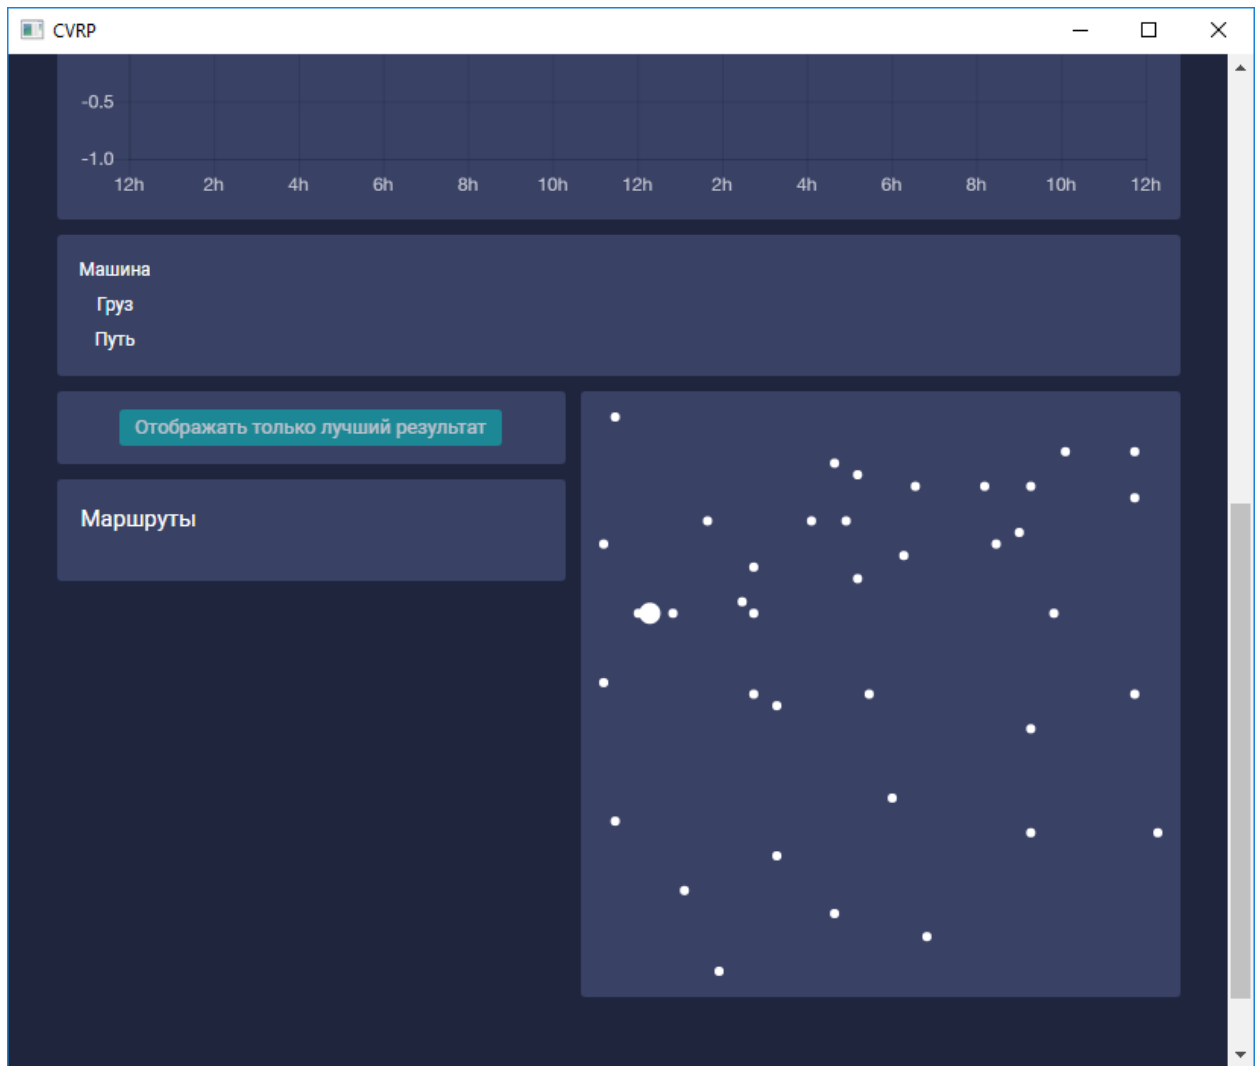 CVRP
-0.5
-1.0
12h 2h 4h 6h 8h 10h 12h 2h 4h 6h 8h 10h 12h
Машина
Груз
Путь
Отображать только лучший результат
Маршруты